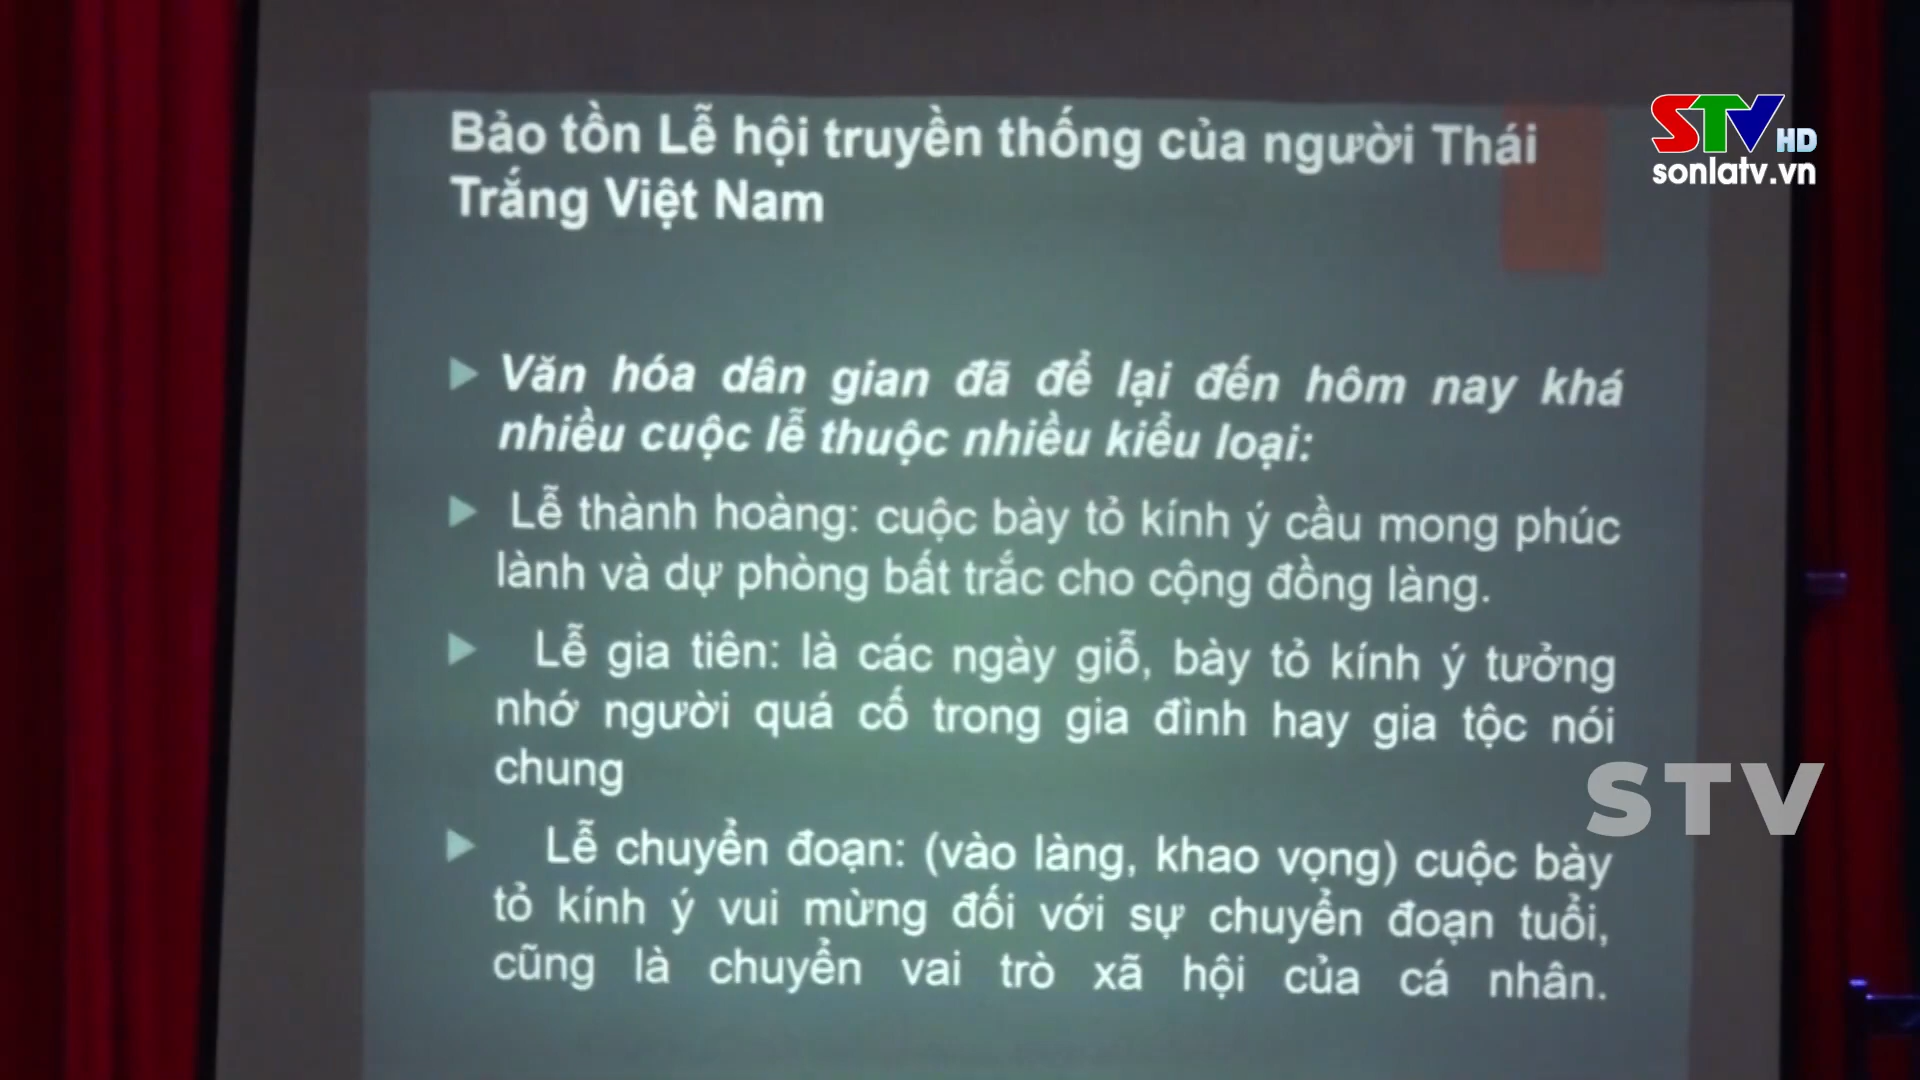 Bảo tồn Lễ hội truyền thống của người Thái
Trắng Việt Nam
STV HD
sonlatv.vn
Văn hóa dân gian đã để lại đến hôm nay khá
nhiều cuộc lễ thuộc nhiều kiểu loại:
Lễ thành hoàng: cuộc bày tỏ kính ý cầu mong phúc
lành và dự phòng bất trắc cho cộng đồng làng.
Lễ gia tiên: là các ngày giỗ, bày tỏ kính ý tưởng
nhớ người quá cố trong gia đình hay gia tộc nói
chung
STV
Lễ chuyển đoạn: (vào làng, khao vọng) cuộc bày
tỏ kính ý vui mừng đối với sự chuyển đoạn tuổi,
cũng là chuyển vai trò xã hội của cá nhân.